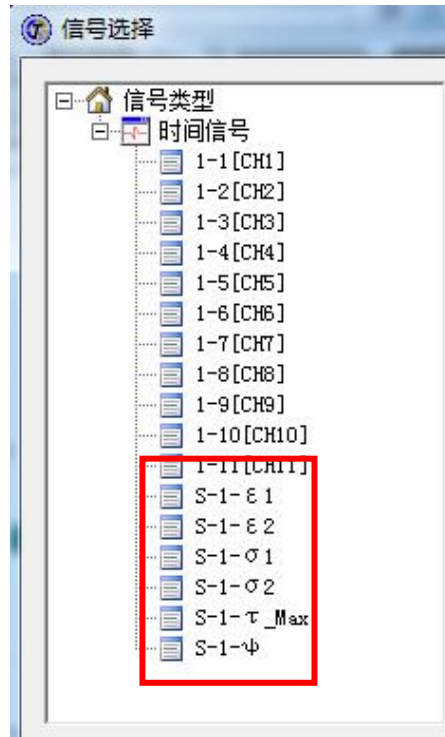 信号选择
信号类型
时间信号
1-1[CH1]
1-2[CH2]
1-3[CH3]
1-4[CH4]
1-5[CH5]
1-6[CH6]
1-7[CH7]
1-8[CH8]
1-9[CH9]
1-10[CH10]
1-11[CH11]
S-1-ε1
S-1-ε2
S-1-σ1
S-1-σ2
S-1-τ_Max
S-1-ψ